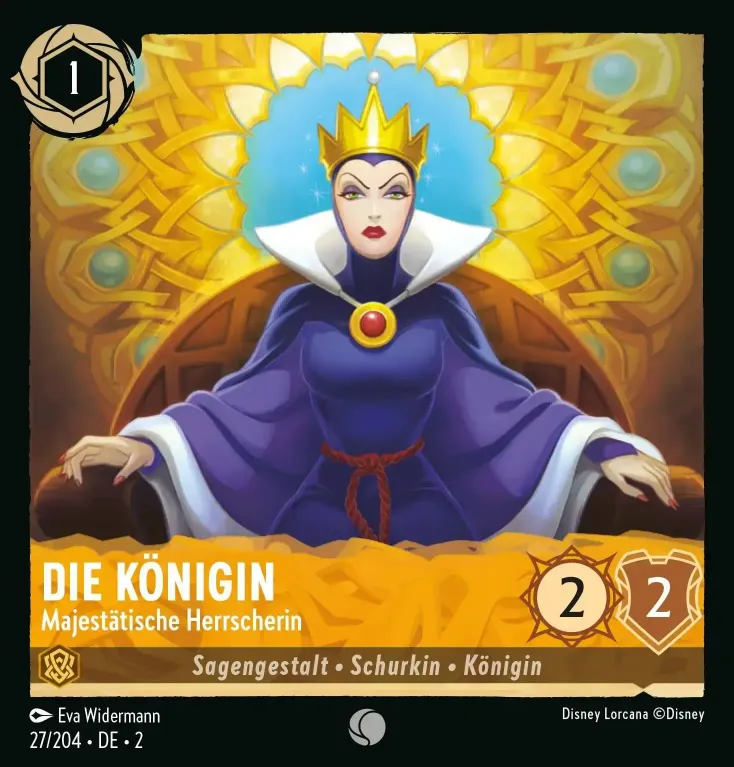 1
DIE KÖNIGIN
Majestätische Herrscherin
2
2
Sagengestalt • Schurkin • Königin
Eva Widermann
Disney Lorcana ©Disney
27/204 • DE • 2